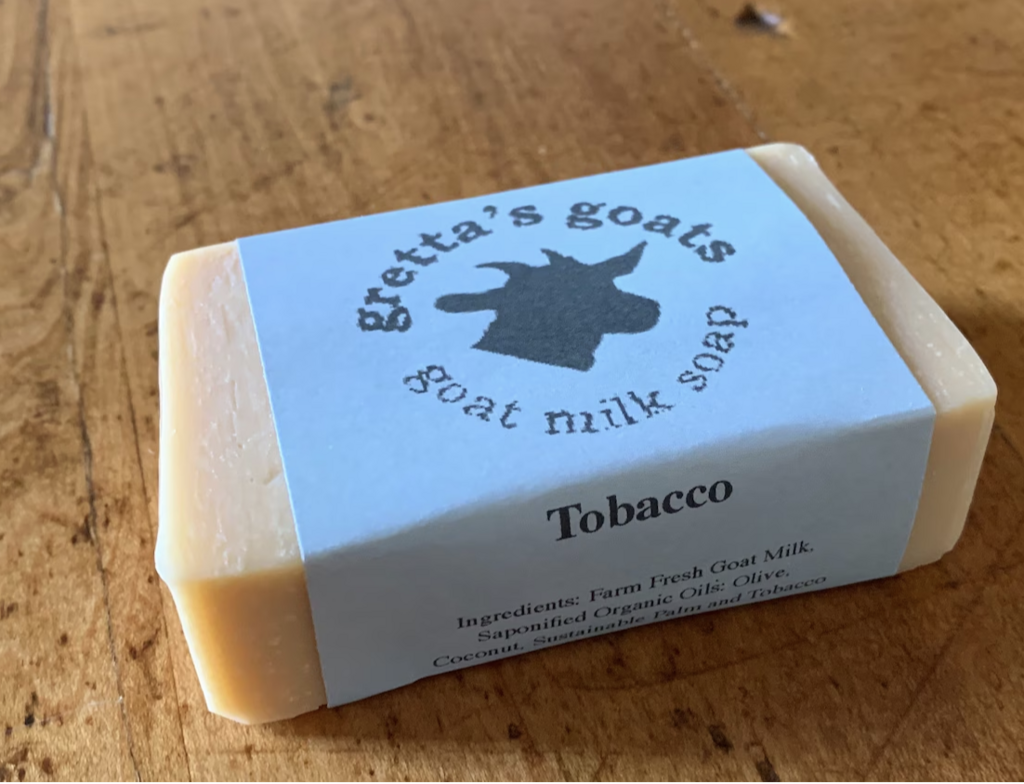 gretta's goats
goat milk soap
Tobacco
Ingredients: Farm Fresh Goat Milk,
Saponified Organic Oils: Olive,
Coconut, Sustainable Palm and Tobacco